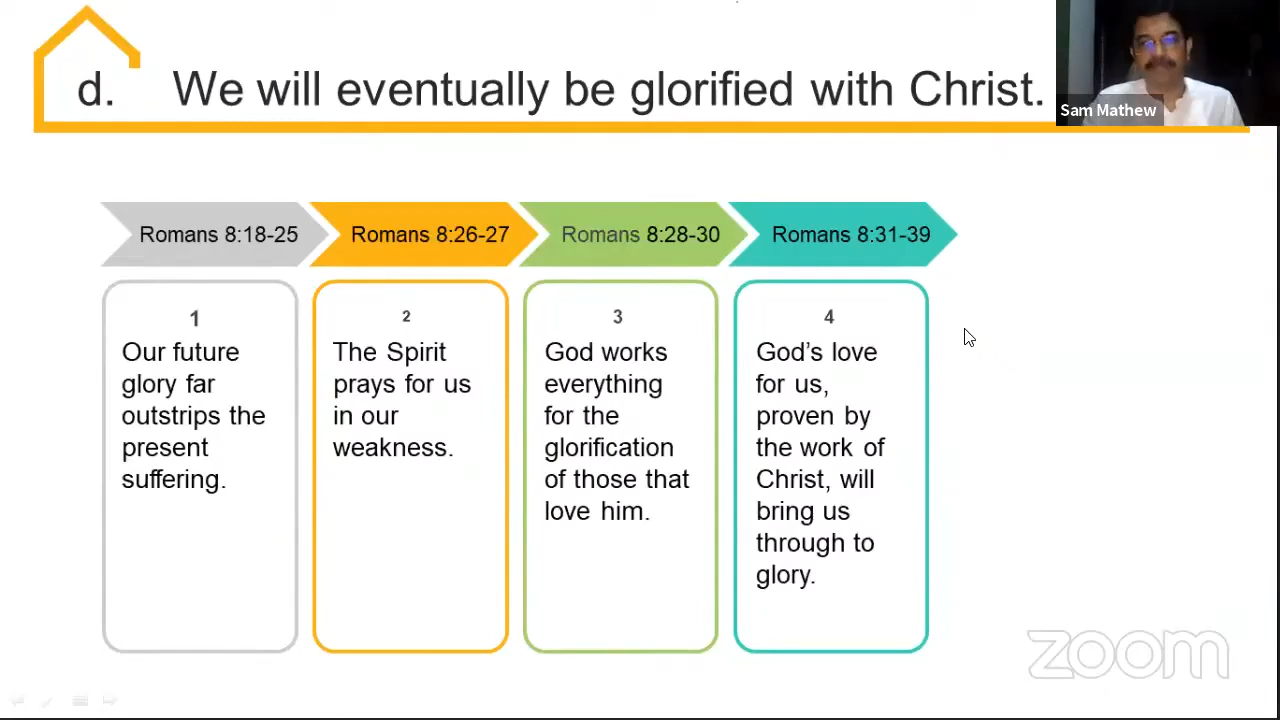 d. We will eventually be glorified with Christ.
Sam Mathew
Romans 8:18-25
Romans 8:26-27
Romans 8:28-30
Romans 8:31-39
1
Our future
glory far
outstrips the
present
suffering.
2
The Spirit
prays for us
in our
weakness.
3
God works
everything
for the
glorification
of those that
love him.
4
God’s love
for us,
proven by
the work of
Christ, will
bring us
through to
glory.
zoom